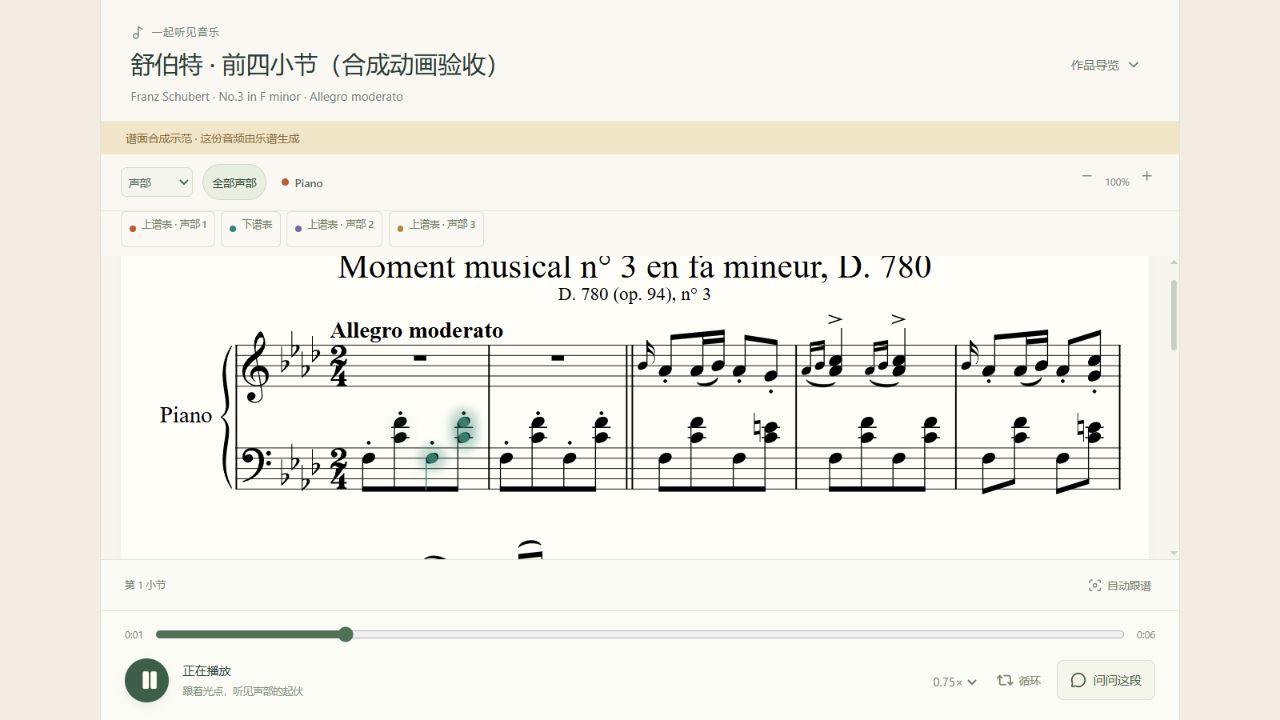 一起听见音乐
舒伯特 · 前四小节（合成动画验收）
作品导览
Franz Schubert · No.3 in F minor · Allegro moderato
谱面合成示范 · 这份音频由乐谱生成
声部 全部声部 Piano 100%
上谱表 · 声部 1 下谱表 上谱表 · 声部 2 上谱表 · 声部 3
Moment musical n° 3 en fa mineur, D. 780
D. 780 (op. 94), n° 3
Allegro moderato
Piano
第 1 小节 自动跟谱
0:01 0:06
正在播放
跟着光点，听见声部的起伏
0.75× 循环 问问这段